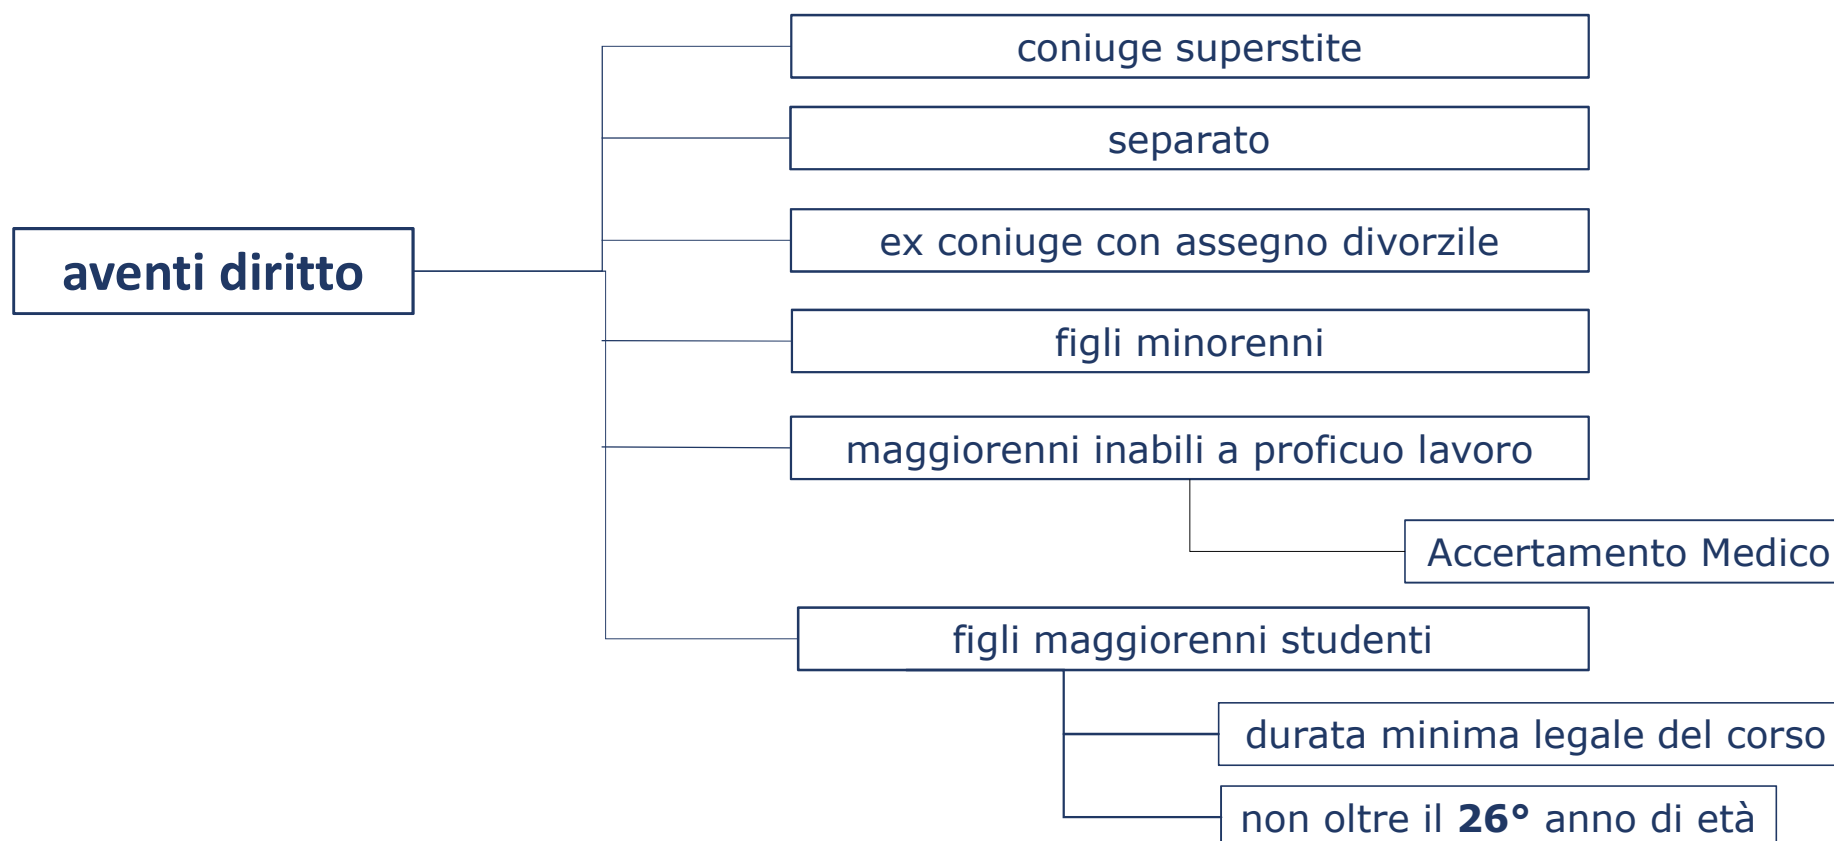 coniuge superstite
separato
ex coniuge con assegno divorzile
aventi diritto
figli minorenni
maggiorenni inabili a proficuo lavoro
Accertamento Medico
figli maggiorenni studenti
durata minima legale del corso
non oltre il 26° anno di età